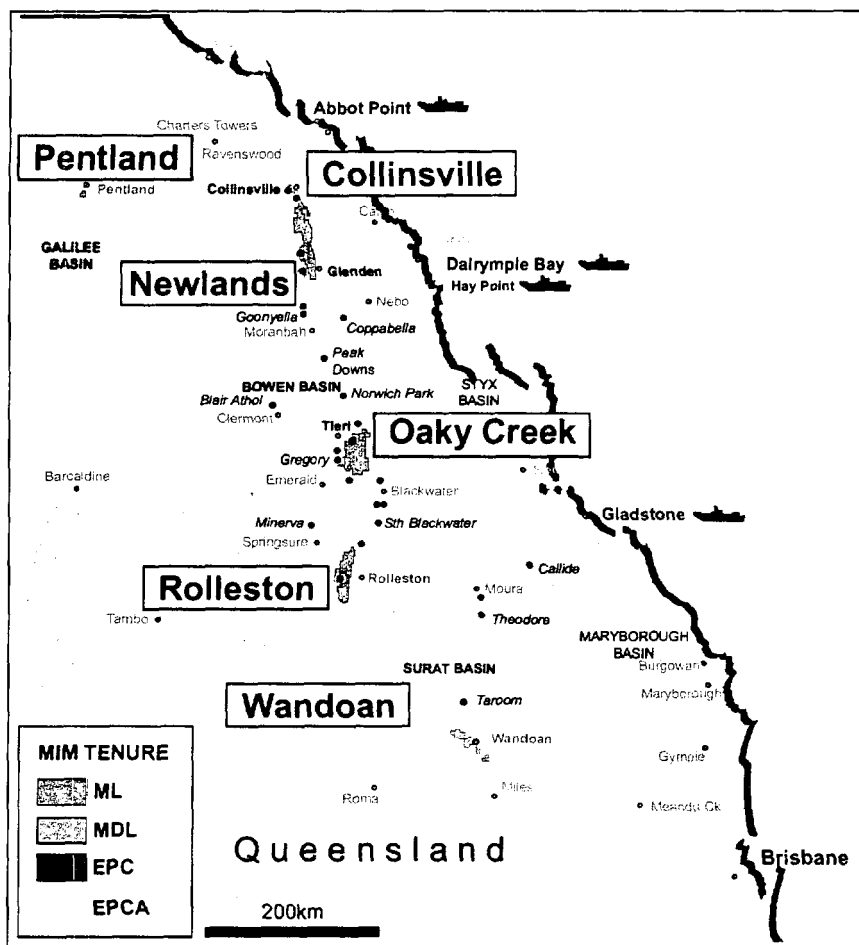 Abbot Point
Charters Towers
Ravenswood
Pentland
Pentland
Collinsville
Collinsville
GALILEE
BASIN
Dalrymple Bay
Hay Point
Newlands
Glenden
Nebo
Goonyella
Moranbah
Coppabella
Peak
Downs
STYX
BASIN
BOWEN BASIN
Norwich Park
Blair Athol
Clermont
Tieri
Oaky Creek
Gregory
Barcaldine
Emerald
Blackwater
Gladstone
Minerva
Sth Blackwater
Springsure
Callide
Rolleston
Rolleston
Moura
Theodore
Tambo
MARYBOROUGH
BASIN
Burgowan
SURAT BASIN
Maryborough
Wandoan
Taroom
Wandoan
Gympie
MIM TENURE
ML
MDL
EPC
EPCA
Roma
Miles
Meandu Ck
Queensland
Brisbane
200km